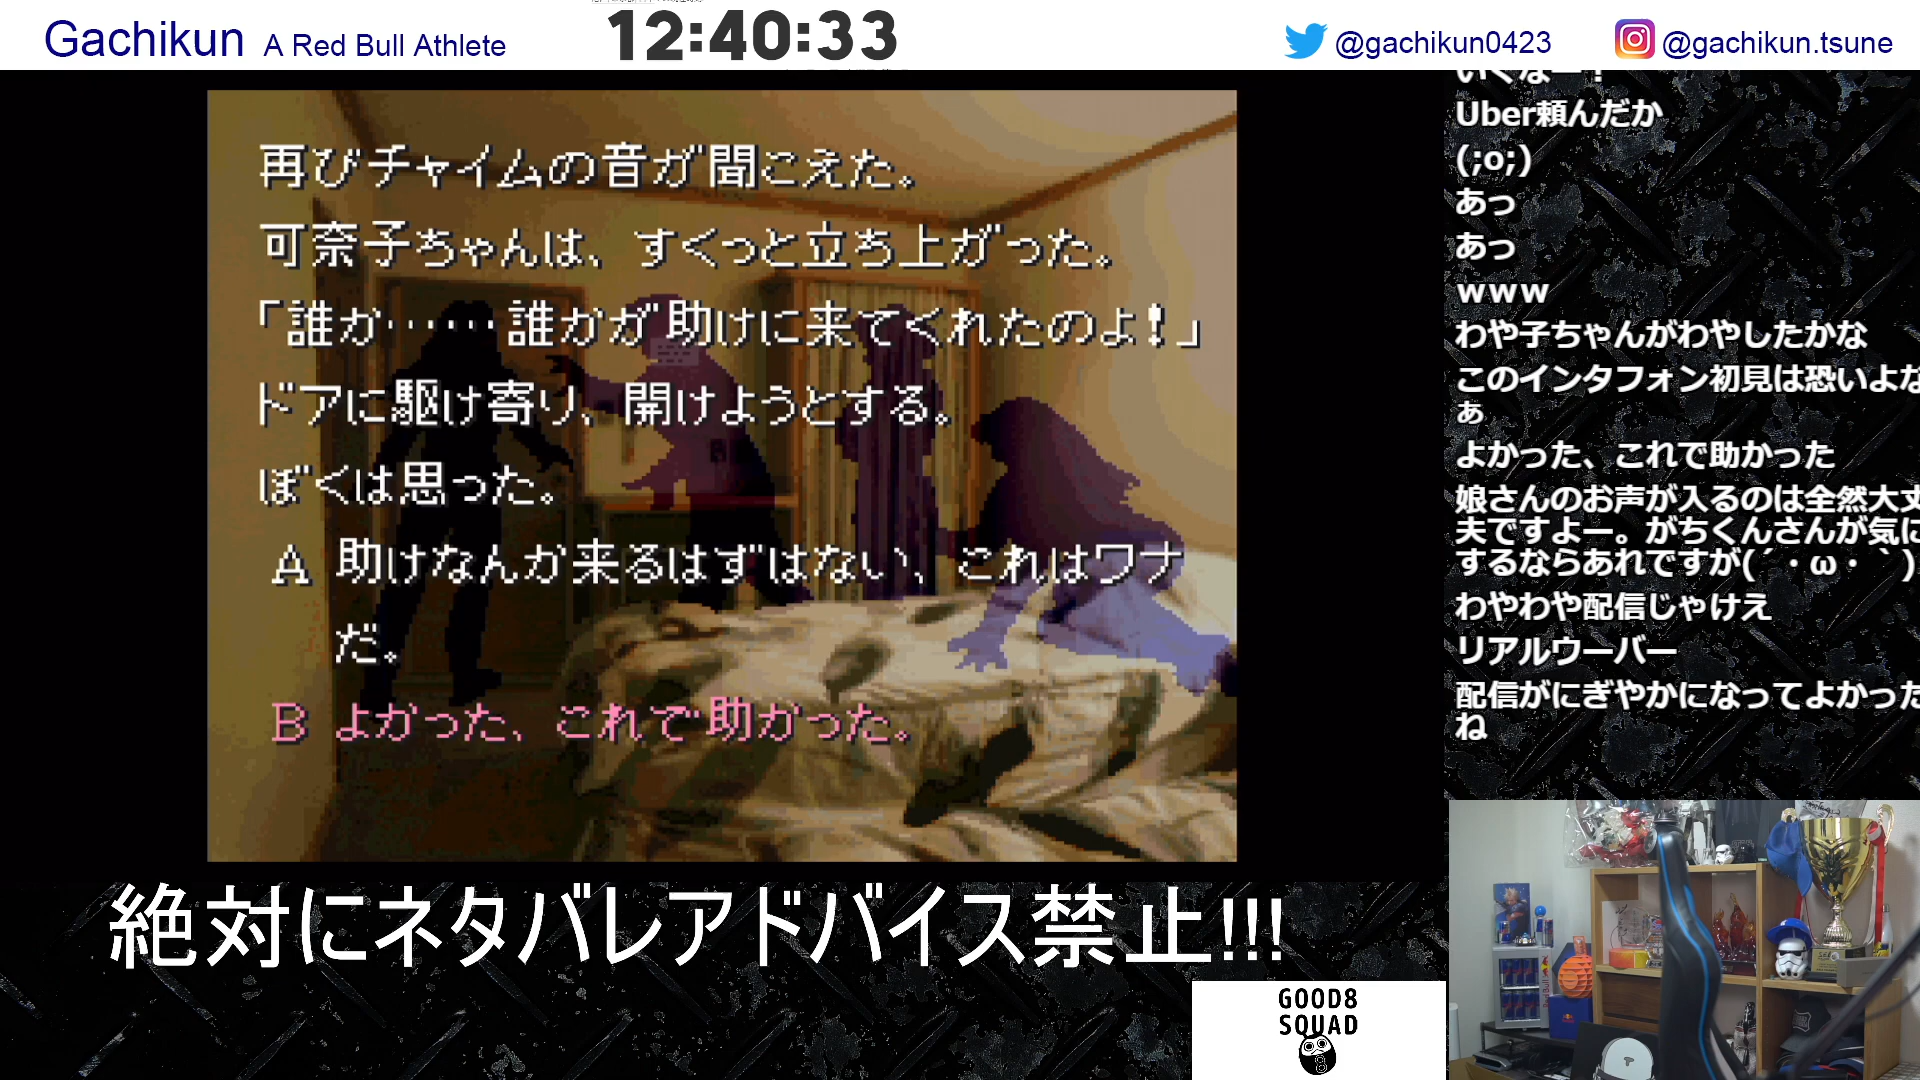 Gachikun A Red Bull Athlete
12:40:33
@gachikun0423
@gachikun.tsune
再びチャイムの音が聞こえた。
可奈子ちゃんは、すくっと立ち上がった。
「誰か……誰かが助けに来てくれたのよ!」
ドアに駆け寄り、開けようとする。
ぼくは思った。
A 助けなんか来るはずはない、これはワナ
だ。
B よかった、これで助かった。
いくなー!
Uber頼んだか
(;o;)
あっ
あっ
www
わや子ちゃんがわやしたかな
このインタフォン初見は恐いよな
ぁ
よかった、これで助かった
娘さんのお声が入るのは全然大丈
夫ですよー。がちくんさんが気に
するならあれですが(´・ω・`)
わやわや配信じゃけえ
リアルウーバー
配信がにぎやかになってよかった
ね
絶対にネタバレアドバイス禁止!!!
GOOD8
SQUAD